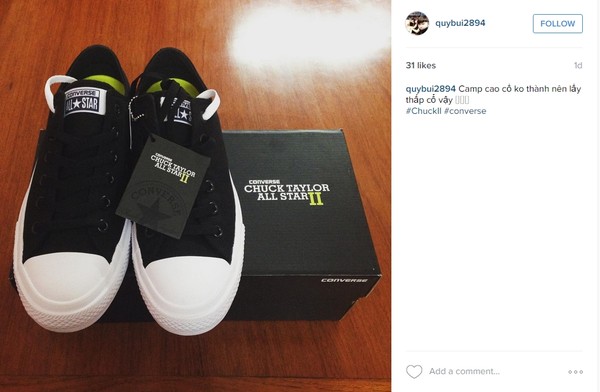 quybui2894
FOLLOW
31 likes
1d
quybui2894 Camp cao cổ ko thành nên lấy
thấp cổ vậy
#ChuckII #converse
CONVERSE
ALL STAR
CONVERSE
CHUCK TAYLOR
ALL STAR II
CONVERSE
CONVERSE
CHUCK TAYLOR
ALL STAR II
CONVERSE
Add a comment...